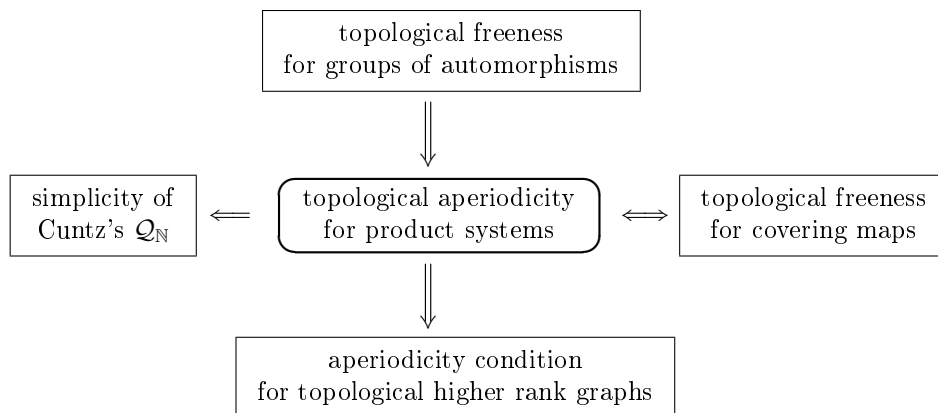 topological freeness
for groups of automorphisms
simplicity of
Cuntz's 𝒬_ℕ
topological aperiodicity
for product systems
topological freeness
for covering maps
aperiodicity condition
for topological higher rank graphs